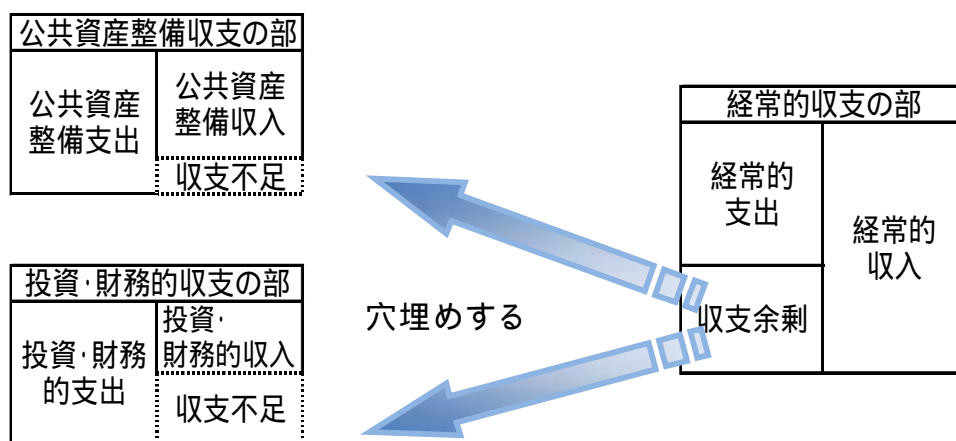 公共資産整備収支の部
公共資産
整備支出
公共資産
整備収入
収支不足
投資・財務的収支の部
投資・財務
的支出
投資・
財務的収入
収支不足
穴埋めする
経常的収支の部
経常的
支出
収支余剰
経常的
収入